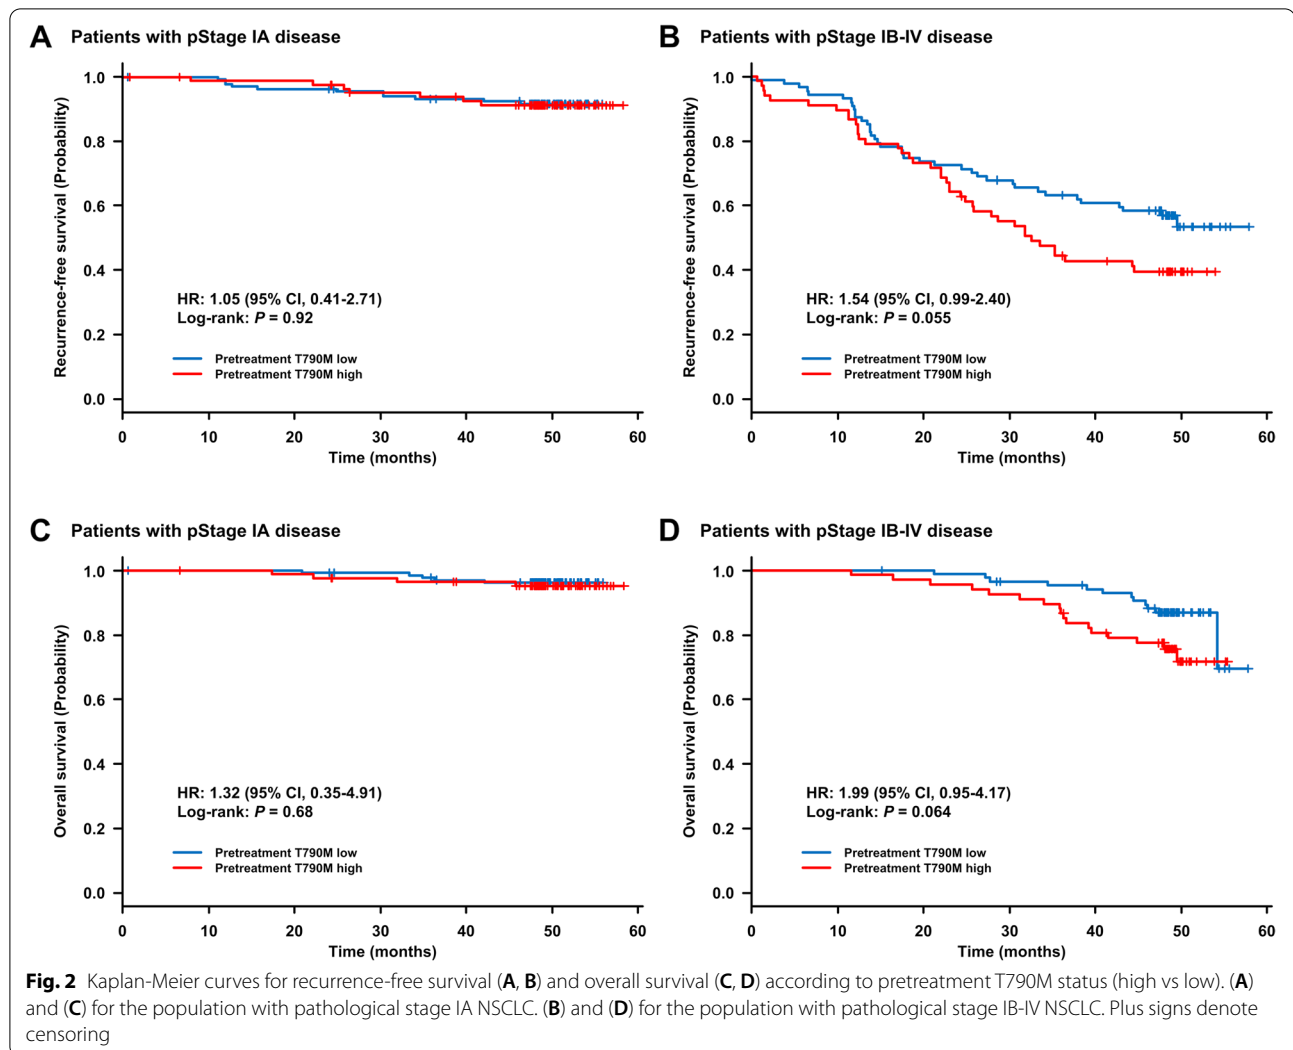 A Patients with pStage IA disease
Recurrence-free survival (Probability)
1.0
0.8
0.6
0.4
0.2
0.0
HR: 1.05 (95% CI, 0.41-2.71)
Log-rank: P = 0.92
Pretreatment T790M low
Pretreatment T790M high
0 10 20 30 40 50 60
Time (months)
B Patients with pStage IB-IV disease
Recurrence-free survival (Probability)
1.0
0.8
0.6
0.4
0.2
0.0
HR: 1.54 (95% CI, 0.99-2.40)
Log-rank: P = 0.055
Pretreatment T790M low
Pretreatment T790M high
0 10 20 30 40 50 60
Time (months)
C Patients with pStage IA disease
Overall survival (Probability)
1.0
0.8
0.6
0.4
0.2
0.0
HR: 1.32 (95% CI, 0.35-4.91)
Log-rank: P = 0.68
Pretreatment T790M low
Pretreatment T790M high
0 10 20 30 40 50 60
Time (months)
D Patients with pStage IB-IV disease
Overall survival (Probability)
1.0
0.8
0.6
0.4
0.2
0.0
HR: 1.99 (95% CI, 0.95-4.17)
Log-rank: P = 0.064
Pretreatment T790M low
Pretreatment T790M high
0 10 20 30 40 50 60
Time (months)
Fig. 2 Kaplan-Meier curves for recurrence-free survival (A, B) and overall survival (C, D) according to pretreatment T790M status (high vs low). (A)
and (C) for the population with pathological stage IA NSCLC. (B) and (D) for the population with pathological stage IB-IV NSCLC. Plus signs denote
censoring